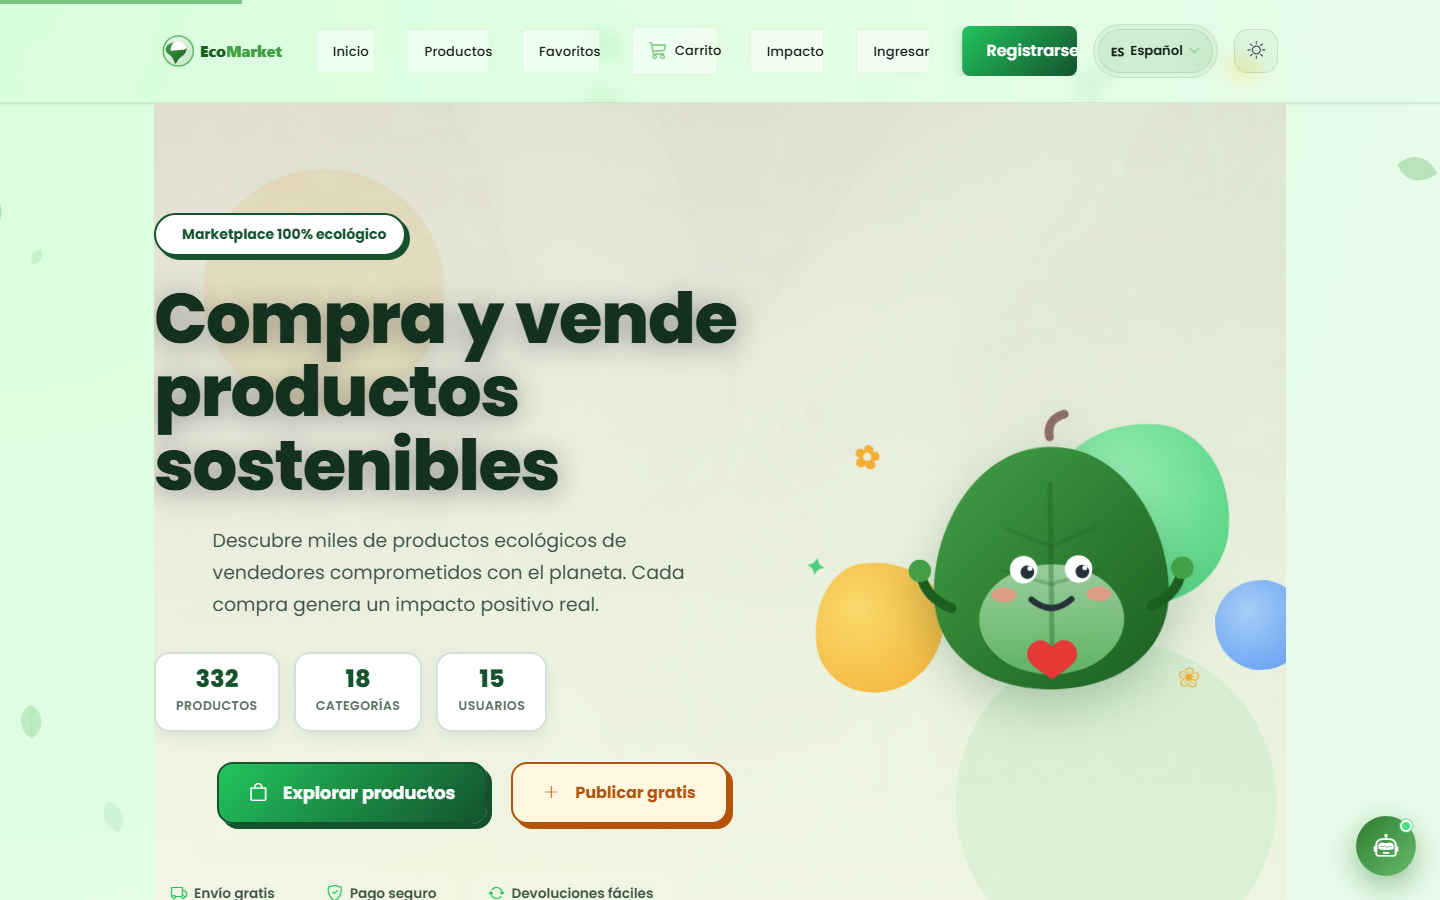 EcoMarket
Inicio
Productos
Favoritos
Carrito
Impacto
Ingresar
Registrarse
ES Español
Marketplace 100% ecológico
Compra y vende
productos
sostenibles
Descubre miles de productos ecológicos de
vendedores comprometidos con el planeta. Cada
compra genera un impacto positivo real.
332
PRODUCTOS
18
CATEGORÍAS
15
USUARIOS
Explorar productos
Publicar gratis
Envío gratis
Pago seguro
Devoluciones fáciles